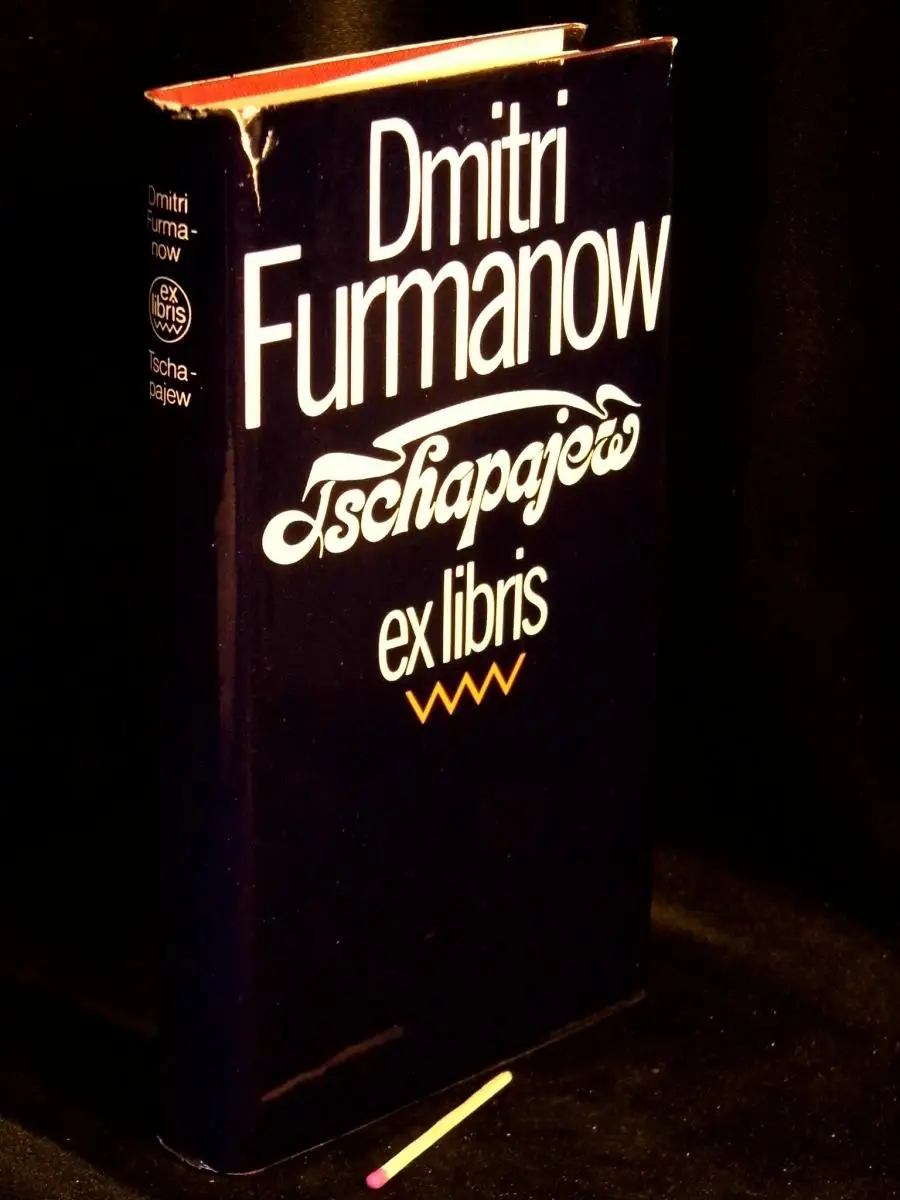 Dmitri
Furma-
now
ex
libris
Tscha-
pajew
Dmitri
Furmanow
Tschapajew
ex libris